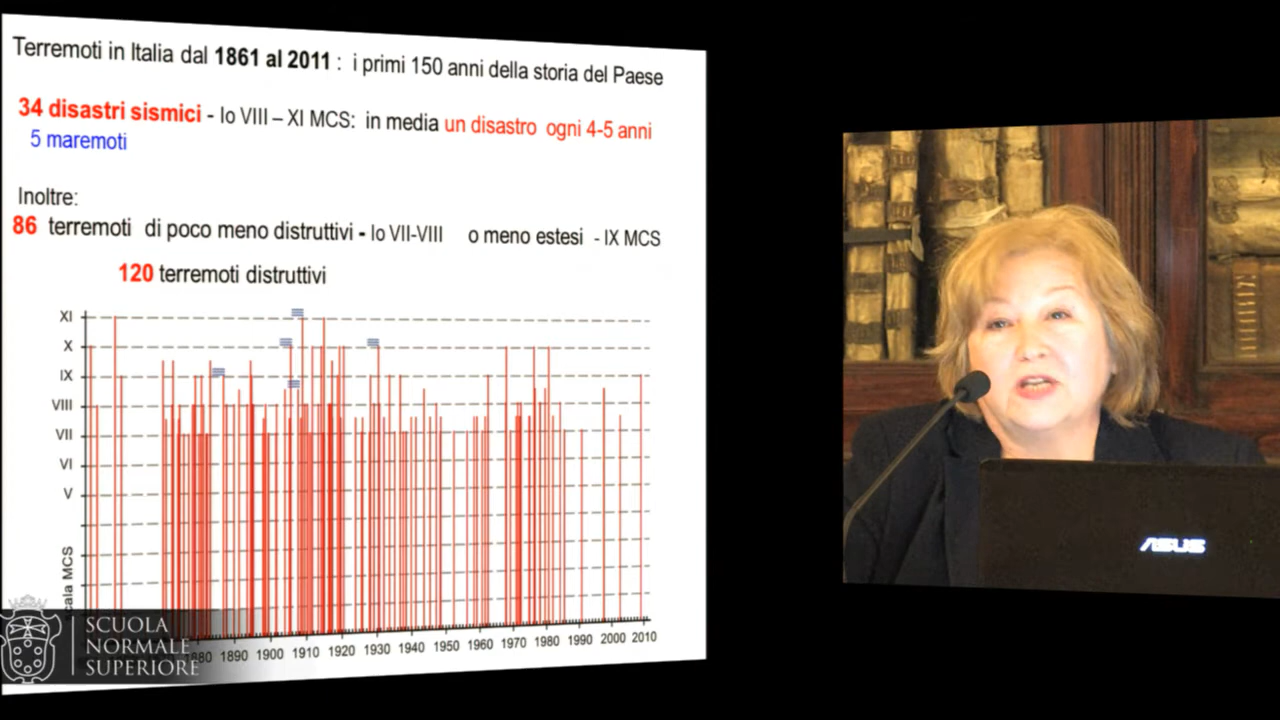 Terremoti in Italia dal 1861 al 2011 : i primi 150 anni della storia del Paese
34 disastri sismici - Io VIII – XI MCS: in media un disastro ogni 4-5 anni
5 maremoti
Inoltre:
86 terremoti di poco meno distruttivi - Io VII-VIII o meno estesi - IX MCS
120 terremoti distruttivi
XI
X
IX
VIII
VII
VI
V
MCS
1890 1900 1910 1920 1930 1940 1950 1960 1970 1980 1990 2000 2010
SCUOLA
NORMALE
SUPERIORE
ASUS